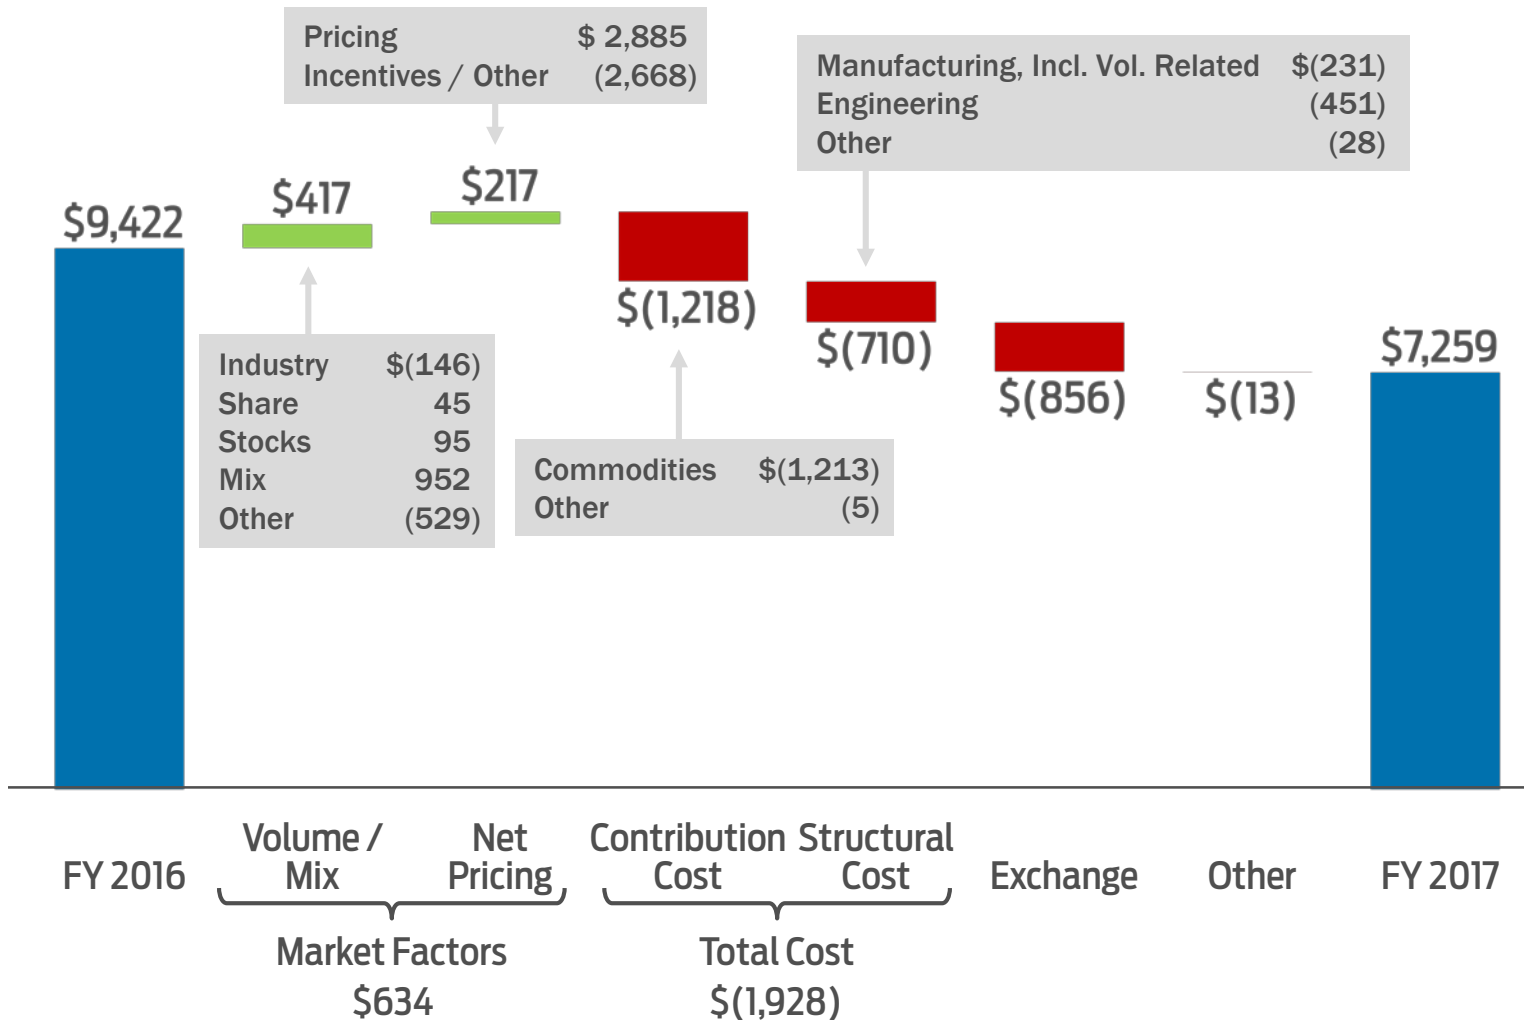 Pricing $ 2,885
Incentives / Other (2,668)
Manufacturing, Incl. Vol. Related $(231)
Engineering (451)
Other (28)
$9,422
$417
$217
$(1,218)
$(710)
$(856)
$(13)
$7,259
Industry $(146)
Share 45
Stocks 95
Mix 952
Other (529)
Commodities $(1,213)
Other (5)
FY 2016
Volume /
Mix
Net
Pricing
Contribution
Cost
Structural
Cost
Exchange
Other
FY 2017
Market Factors
$634
Total Cost
$(1,928)